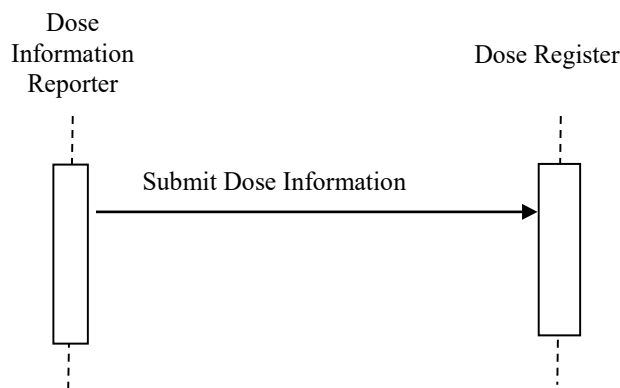 Dose
Information
Reporter
Dose Register
Submit Dose Information